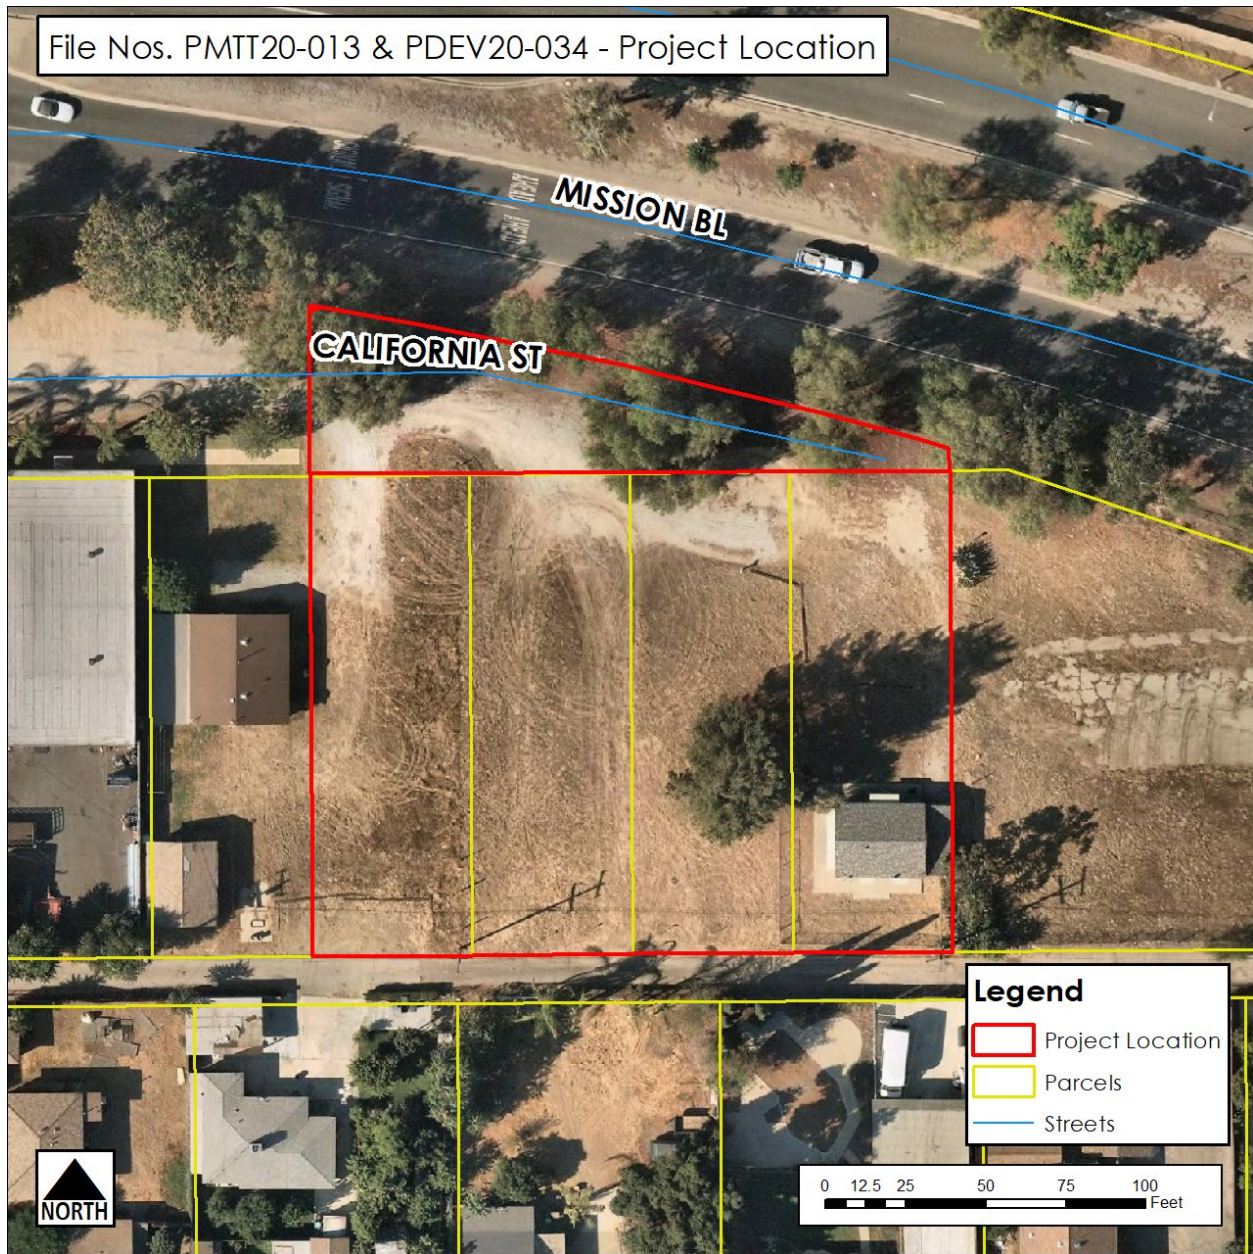 File Nos. PMTT20-013 & PDEV20-034 - Project Location
MISSION BL
CALIFORNIA ST
Legend
Project Location
Parcels
Streets
0 12.5 25 50 75 100
Feet
NORTH